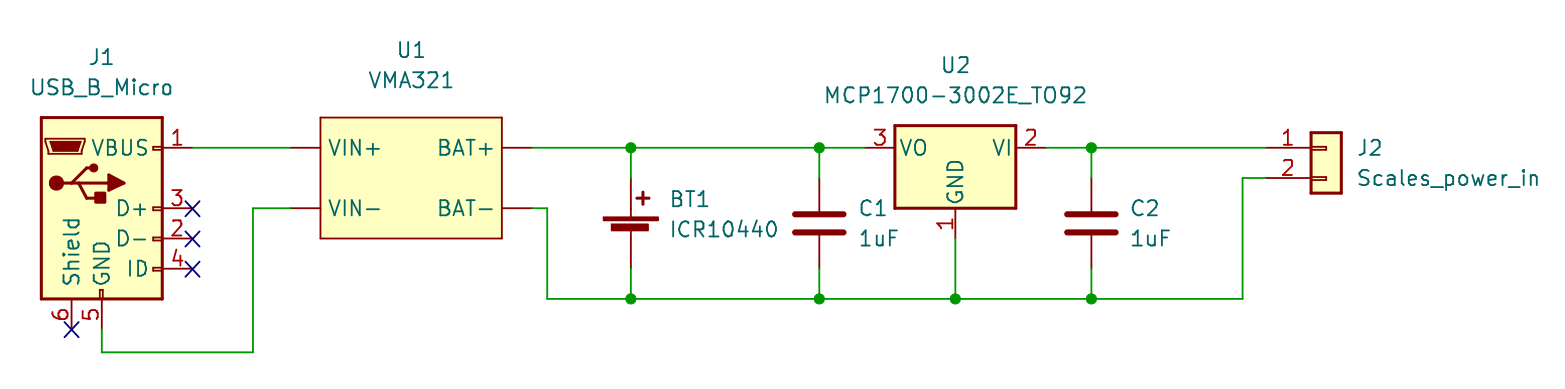 J1
USB_B_Micro
VBUS
1
D+
3
D-
2
ID
4
Shield
GND
6
5
U1
VMA321
VIN+
BAT+
VIN-
BAT-
+
BT1
ICR10440
C1
1uF
U2
MCP1700-3002E_TO92
3
VO
VI
2
GND
1
C2
1uF
1
2
J2
Scales_power_in